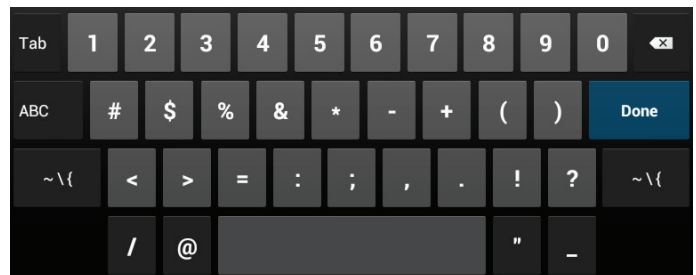 Tab 1 2 3 4 5 6 7 8 9 0
ABC # $ % & * - + ( ) Done
~ \ { < > = : ; , . ! ? ~ \ {
/ @ " _